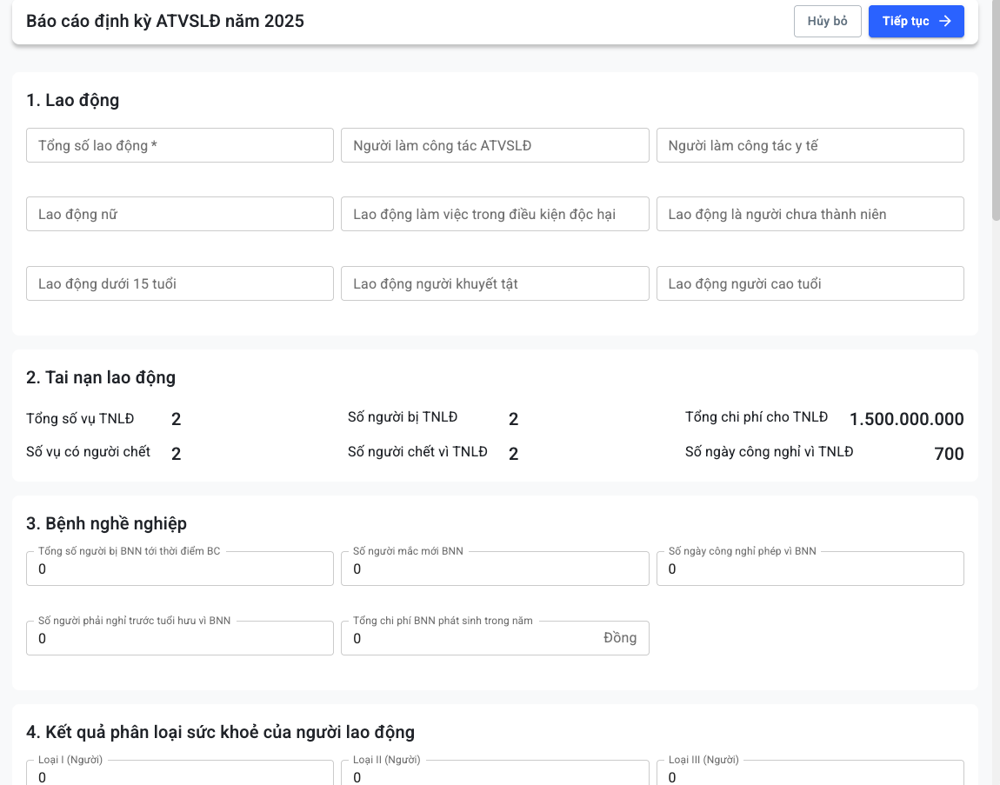 Báo cáo định kỳ ATVSLĐ năm 2025
Hủy bỏ
Tiếp tục
1. Lao động
Tổng số lao động *
Người làm công tác ATVSLĐ
Người làm công tác y tế
Lao động nữ
Lao động làm việc trong điều kiện độc hại
Lao động là người chưa thành niên
Lao động dưới 15 tuổi
Lao động người khuyết tật
Lao động người cao tuổi
2. Tai nạn lao động
Tổng số vụ TNLĐ 2
Số người bị TNLĐ 2
Tổng chi phí cho TNLĐ 1.500.000.000
Số vụ có người chết 2
Số người chết vì TNLĐ 2
Số ngày công nghỉ vì TNLĐ 700
3. Bệnh nghề nghiệp
Tổng số người bị BNN tới thời điểm BC
0
Số người mắc mới BNN
0
Số ngày công nghỉ phép vì BNN
0
Số người phải nghỉ trước tuổi hưu vì BNN
0
Tổng chi phí BNN phát sinh trong năm
0 Đồng
4. Kết quả phân loại sức khoẻ của người lao động
Loại I (Người)
0
Loại II (Người)
0
Loại III (Người)
0